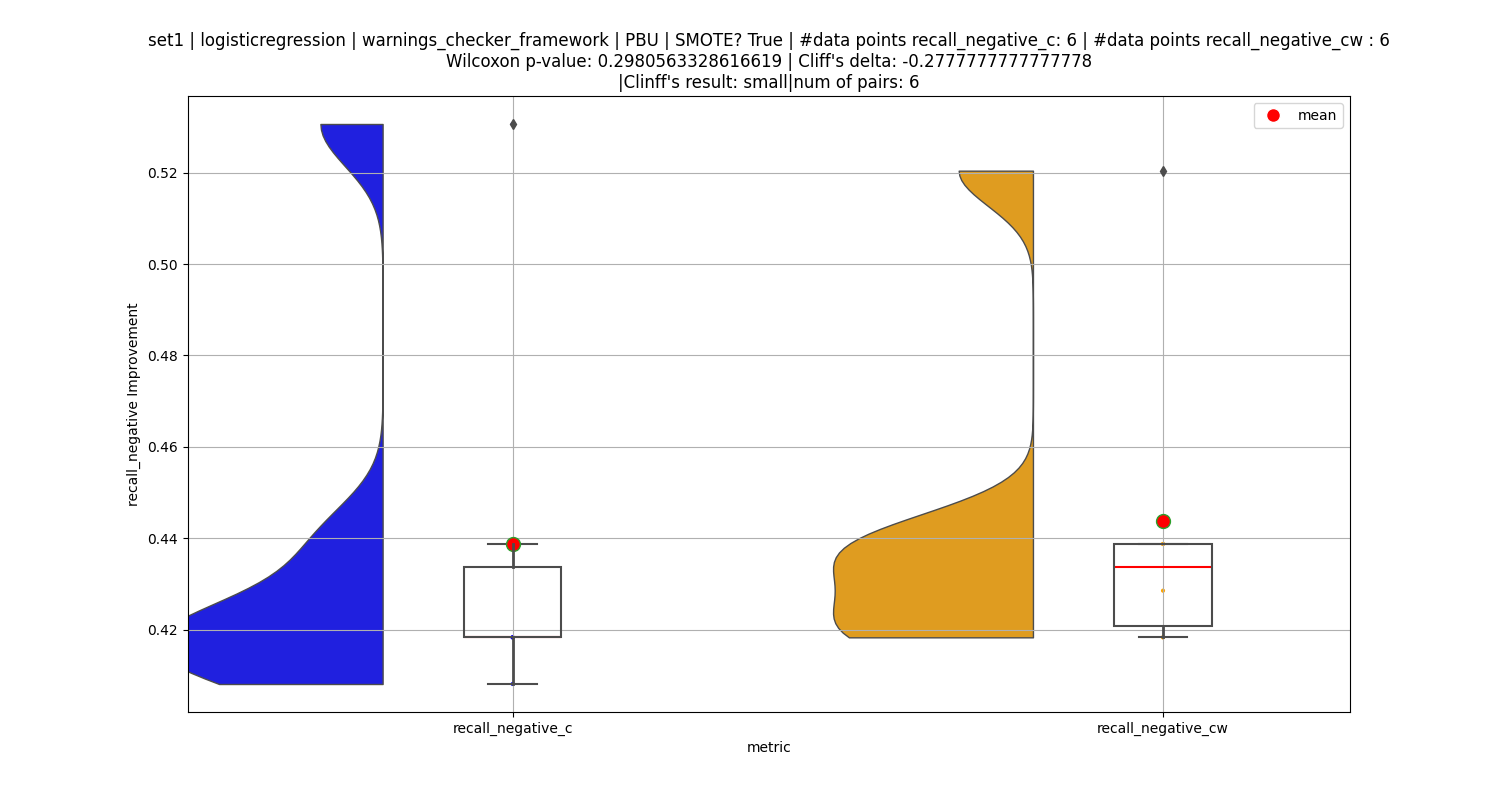 set1 | logisticregression | warnings_checker_framework | PBU | SMOTE? True | #data points recall_negative_c: 6 | #data points recall_negative_cw : 6
Wilcoxon p-value: 0.2980563328616619 | Cliff's delta: -0.2777777777777778
|Clinff's result: small|num of pairs: 6
mean
0.52
0.50
0.48
0.46
0.44
0.42
recall_negative Improvement
recall_negative_c
recall_negative_cw
metric